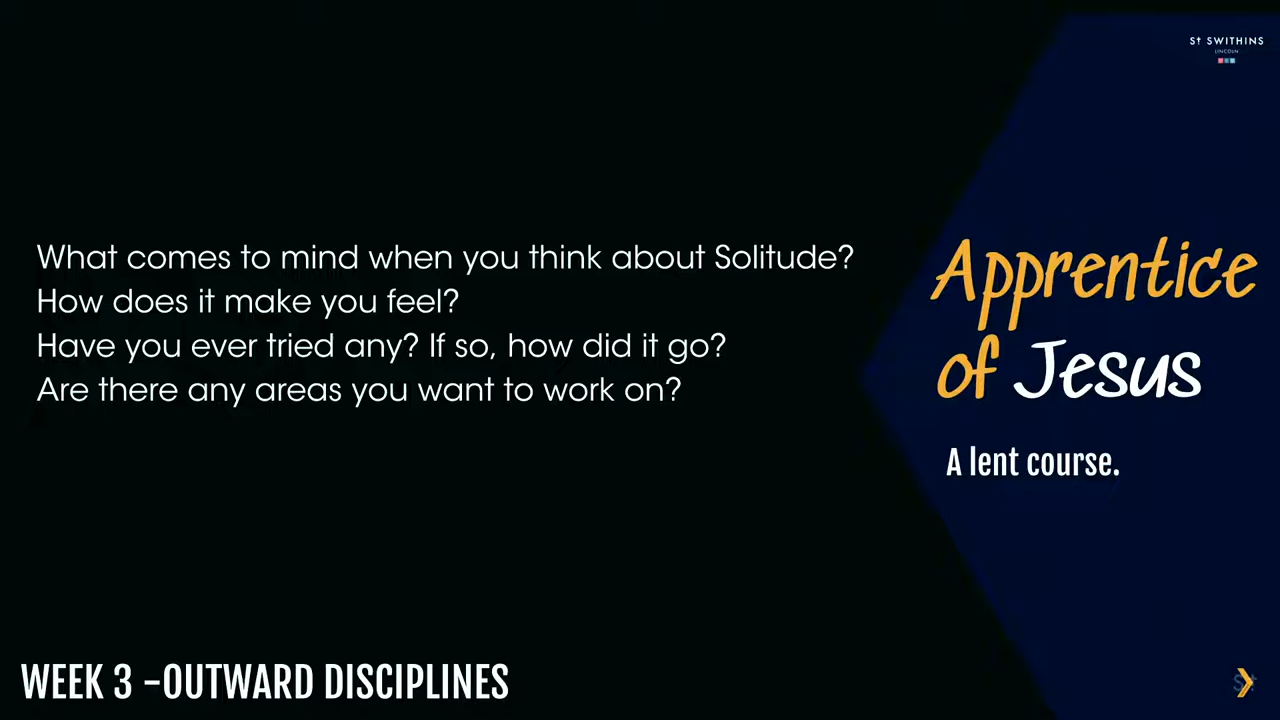 St SWITHINS
LINCOLN
What comes to mind when you think about Solitude?
How does it make you feel?
Have you ever tried any? If so, how did it go?
Are there any areas you want to work on?
Apprentice
of Jesus
A lent course.
WEEK 3 -OUTWARD DISCIPLINES
St